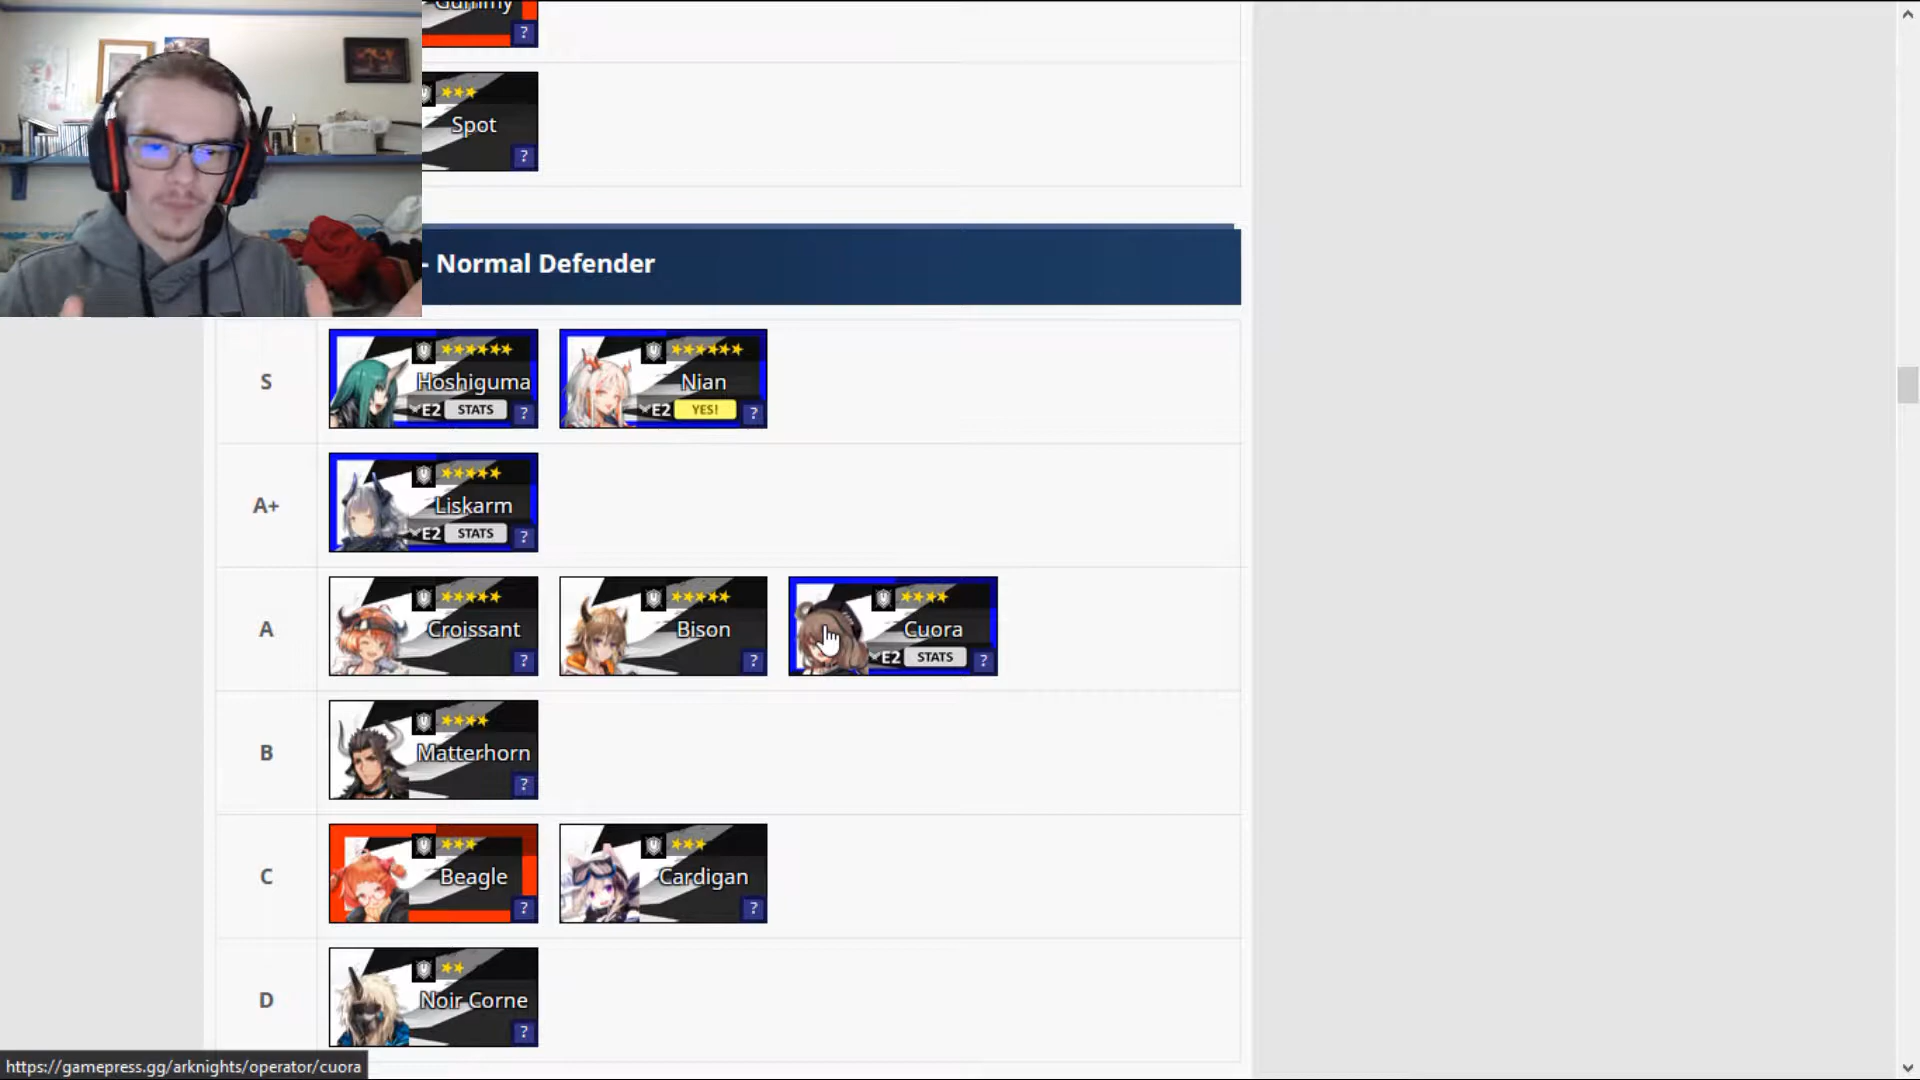 Gummy
?
Spot
?
- Normal Defender
S
Hoshiguma
E2 STATS ?
Nian
E2 YES! ?
A+
Liskarm
E2 STATS ?
A
Croissant
?
Bison
?
Cuora
E2 STATS ?
B
Matterhorn
?
C
Beagle
?
Cardigan
?
D
Noir Corne
?
https://gamepress.gg/arknights/operator/cuora